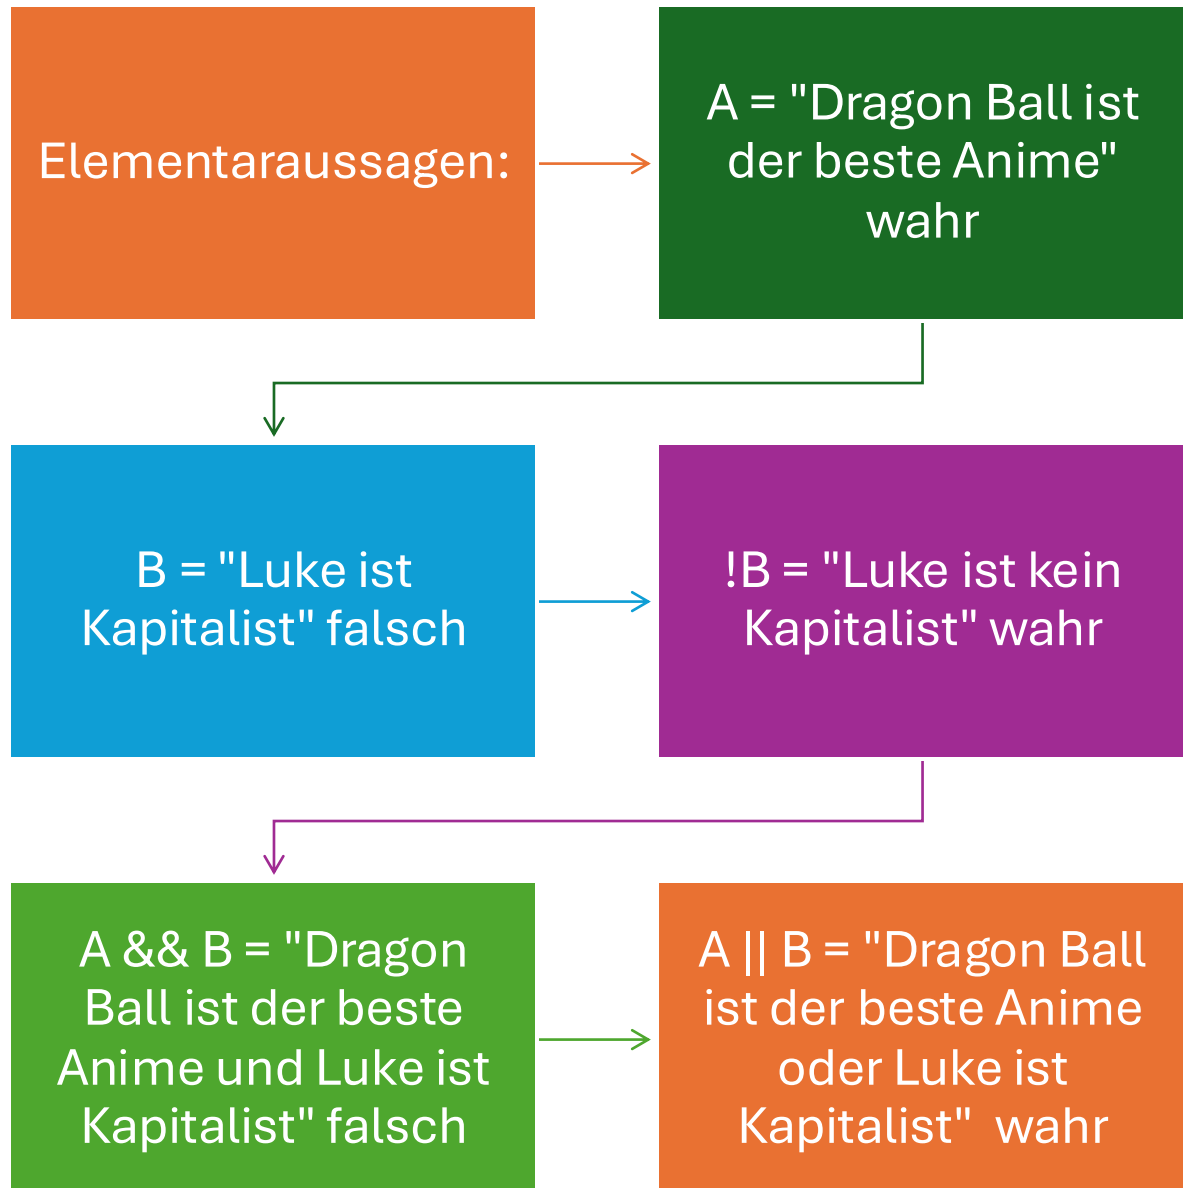 Elementaraussagen:
A = "Dragon Ball ist
der beste Anime"
wahr
B = "Luke ist
Kapitalist" falsch
!B = "Luke ist kein
Kapitalist" wahr
A && B = "Dragon
Ball ist der beste
Anime und Luke ist
Kapitalist" falsch
A || B = "Dragon Ball
ist der beste Anime
oder Luke ist
Kapitalist"  wahr